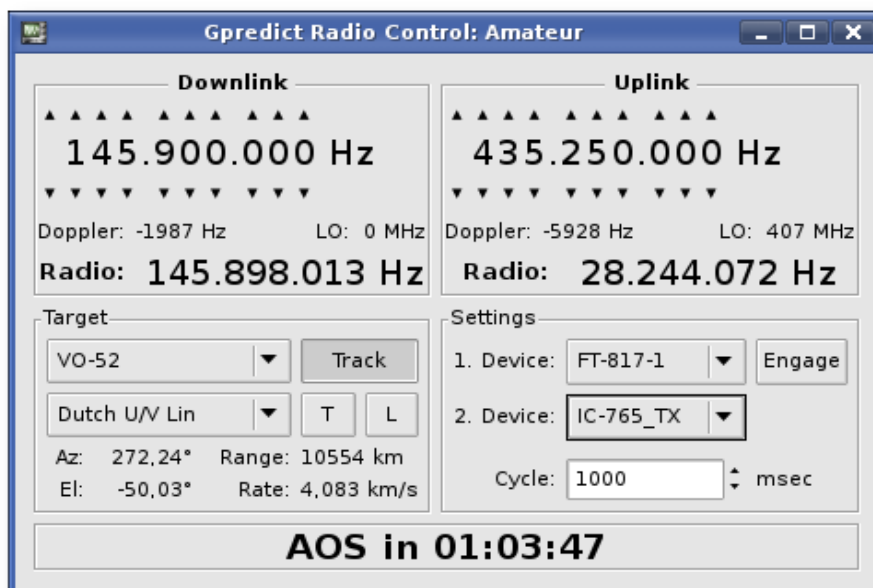 Gpredict Radio Control: Amateur
Downlink
145.900.000 Hz
Doppler: -1987 Hz LO: 0 MHz
Radio: 145.898.013 Hz
Uplink
435.250.000 Hz
Doppler: -5928 Hz LO: 407 MHz
Radio: 28.244.072 Hz
Target
VO-52 Track
Dutch U/V Lin T L
Az: 272,24° Range: 10554 km
El: -50,03° Rate: 4,083 km/s
Settings
1. Device: FT-817-1 Engage
2. Device: IC-765_TX
Cycle: 1000 msec
AOS in 01:03:47